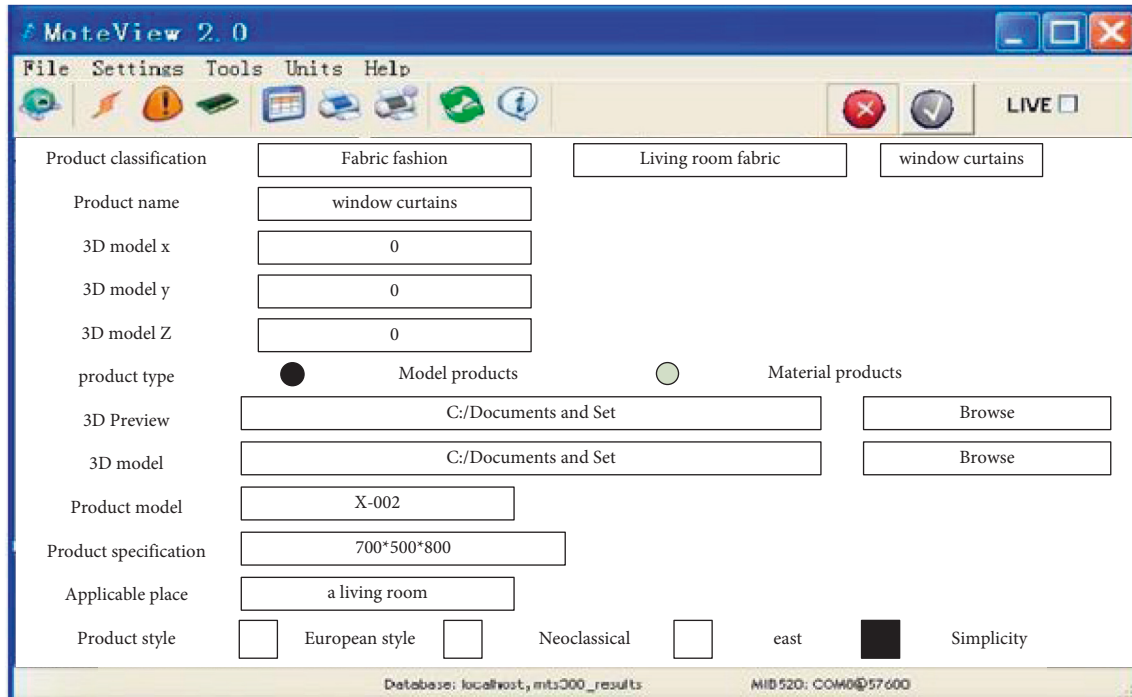 MoteView 2.0
File Settings Tools Units Help
LIVE
Product classification Fabric fashion Living room fabric window curtains
Product name window curtains
3D model x 0
3D model y 0
3D model Z 0
product type Model products Material products
3D Preview C:/Documents and Set Browse
3D model C:/Documents and Set Browse
Product model X-002
Product specification 700*500*800
Applicable place a living room
Product style European style Neoclassical east Simplicity
Database: localhost, mts300_results MIB520: COM8@57600